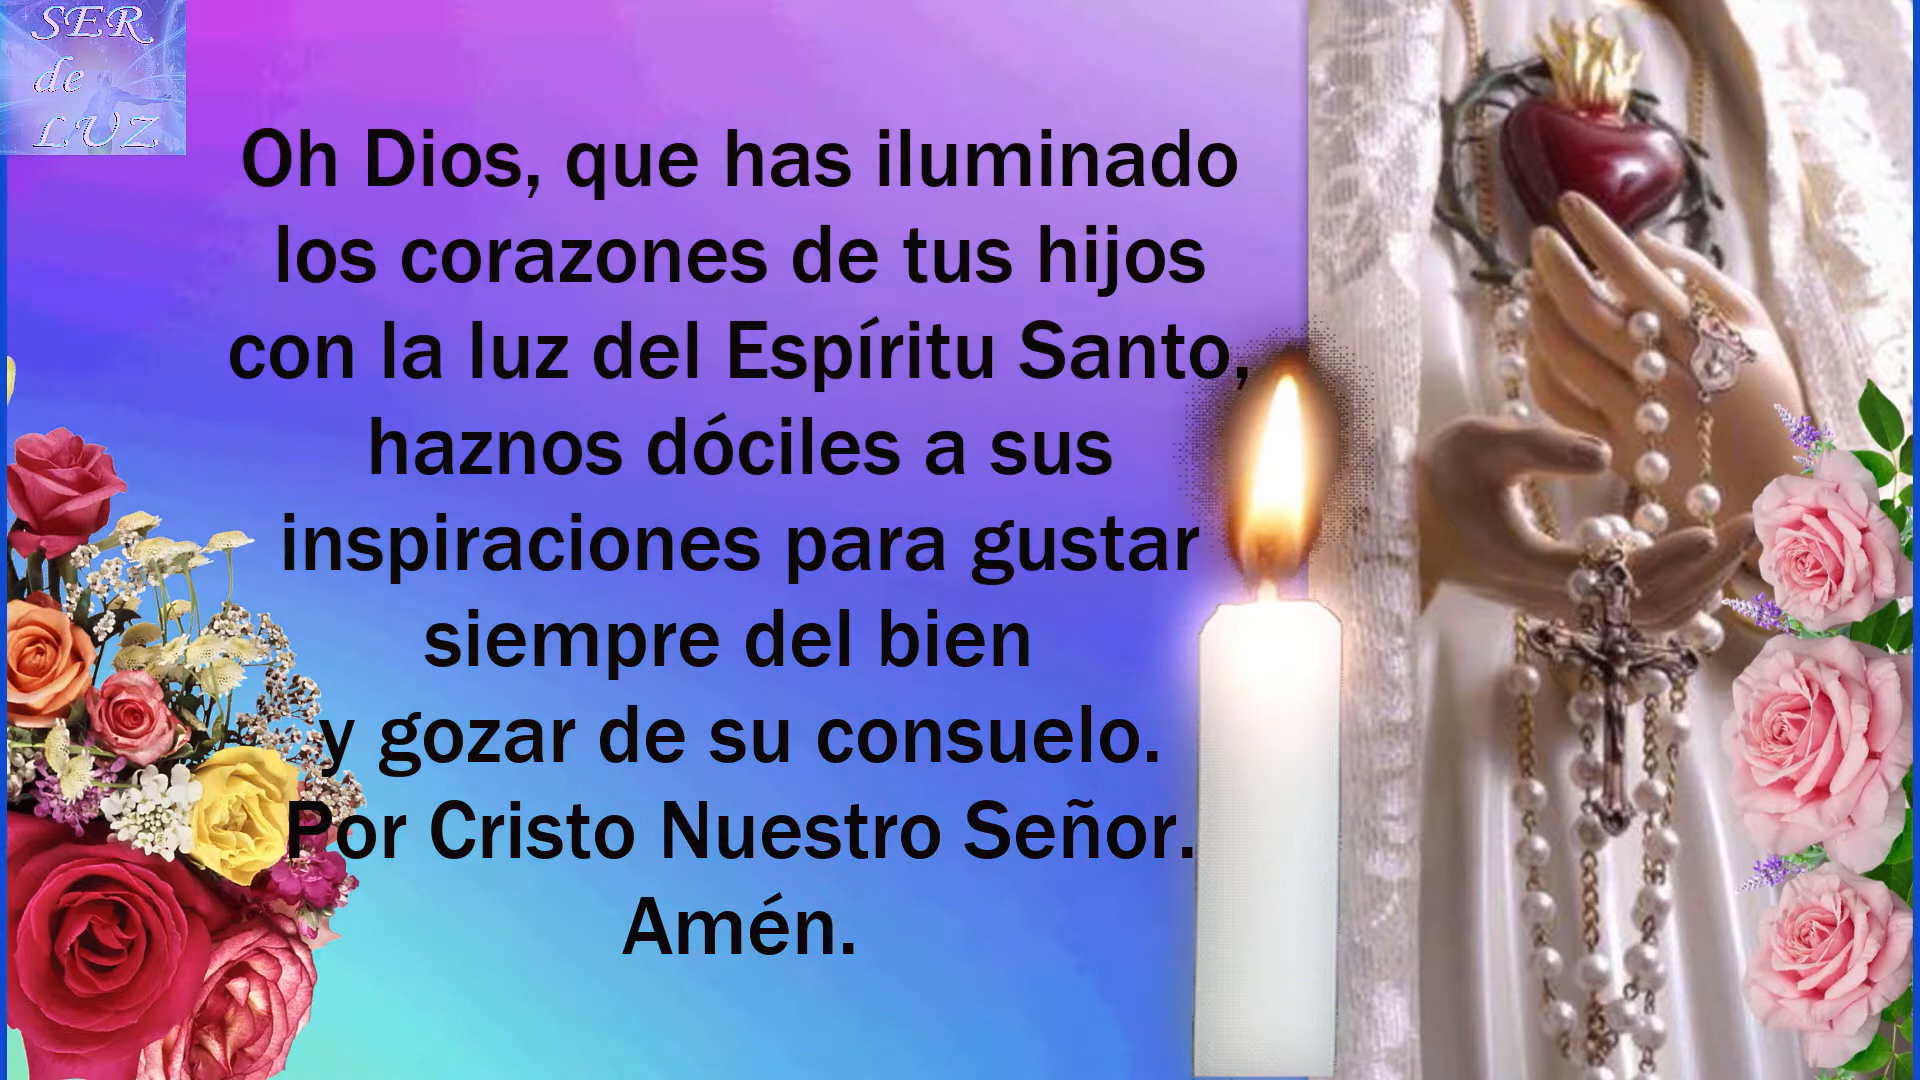 SER
de
LUZ
Oh Dios, que has iluminado
los corazones de tus hijos
con la luz del Espíritu Santo,
haznos dóciles a sus
inspiraciones para gustar
siempre del bien
y gozar de su consuelo.
Por Cristo Nuestro Señor.
Amén.